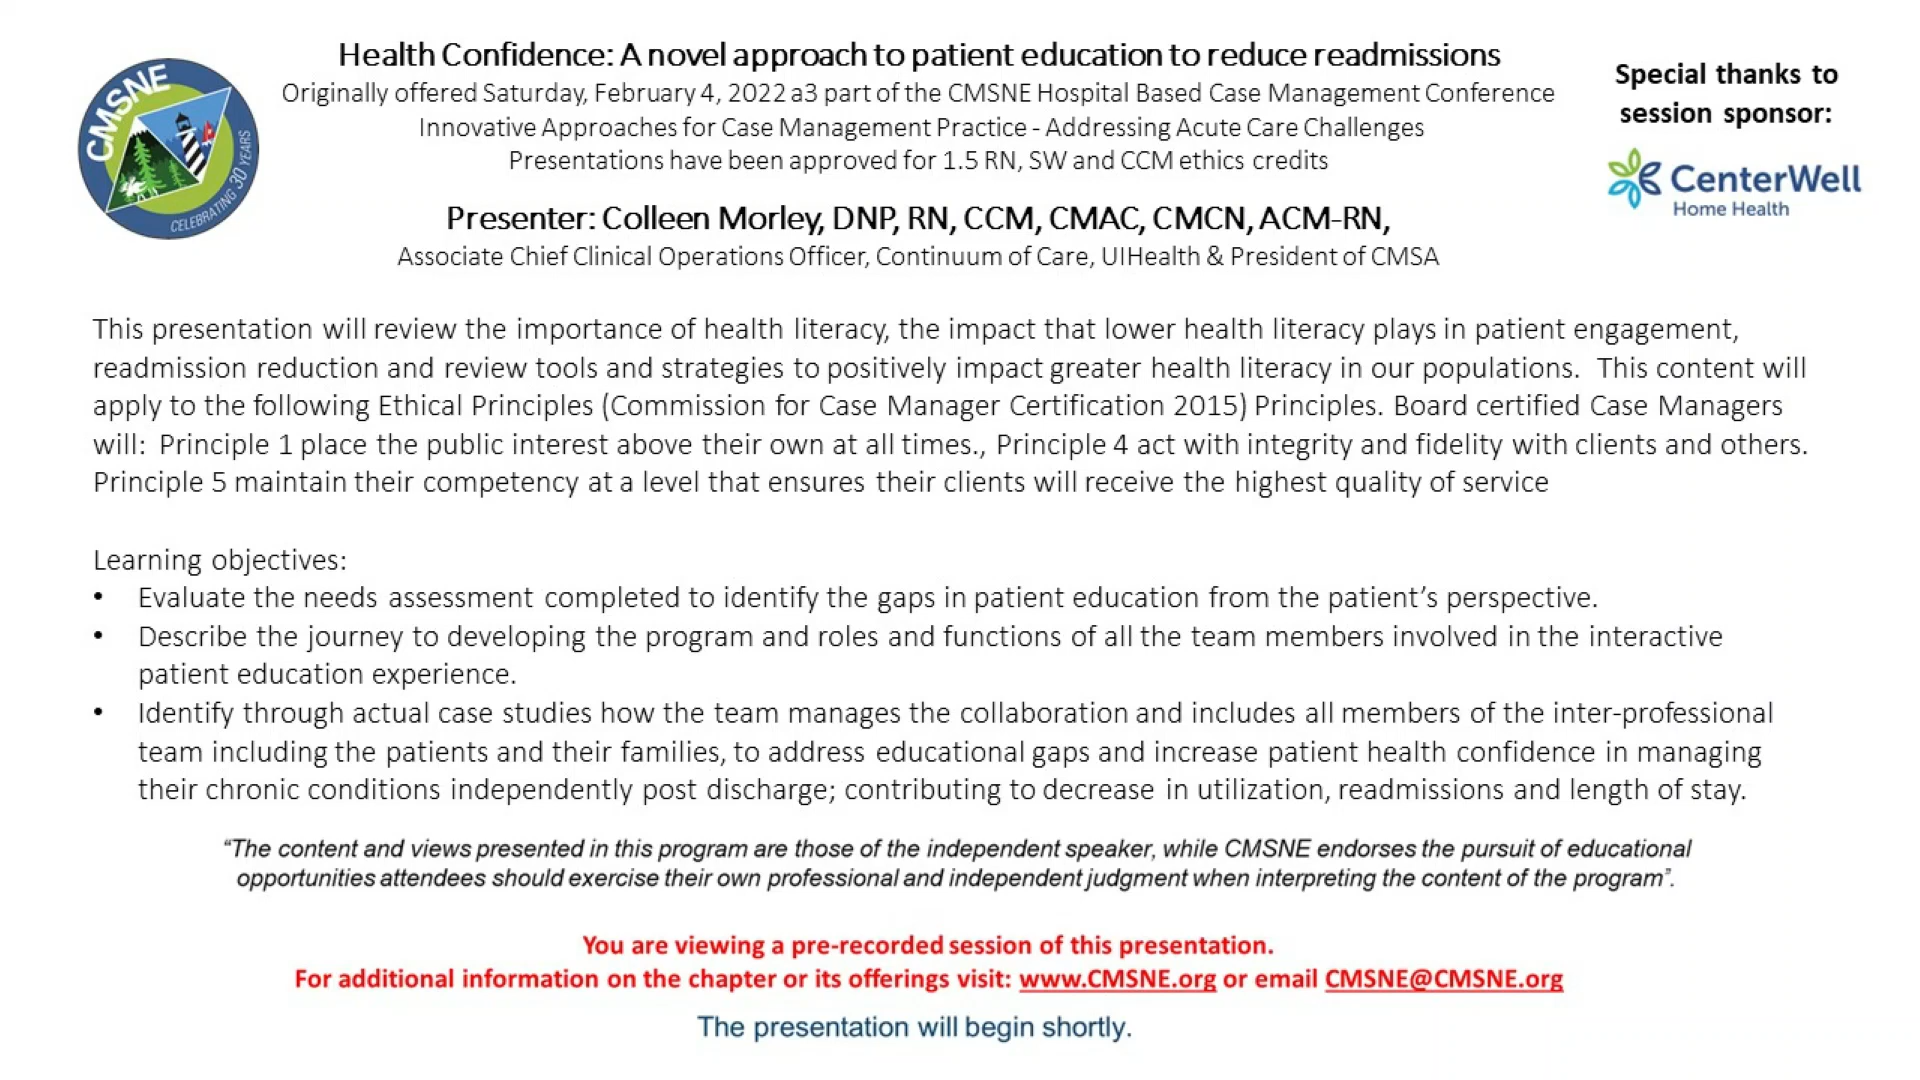 CMSNE
CELEBRATING 30 YEARS
Health Confidence: A novel approach to patient education to reduce readmissions
Originally offered Saturday, February 4, 2022 a3 part of the CMSNE Hospital Based Case Management Conference
Innovative Approaches for Case Management Practice - Addressing Acute Care Challenges
Presentations have been approved for 1.5 RN, SW and CCM ethics credits
Special thanks to
session sponsor:
CenterWell
Home Health
Presenter: Colleen Morley, DNP, RN, CCM, CMAC, CMCN, ACM-RN,
Associate Chief Clinical Operations Officer, Continuum of Care, UIHealth & President of CMSA
This presentation will review the importance of health literacy, the impact that lower health literacy plays in patient engagement,
readmission reduction and review tools and strategies to positively impact greater health literacy in our populations.  This content will
apply to the following Ethical Principles (Commission for Case Manager Certification 2015) Principles. Board certified Case Managers
will:  Principle 1 place the public interest above their own at all times., Principle 4 act with integrity and fidelity with clients and others.
Principle 5 maintain their competency at a level that ensures their clients will receive the highest quality of service
Learning objectives:
• Evaluate the needs assessment completed to identify the gaps in patient education from the patient’s perspective.
• Describe the journey to developing the program and roles and functions of all the team members involved in the interactive
patient education experience.
• Identify through actual case studies how the team manages the collaboration and includes all members of the inter-professional
team including the patients and their families, to address educational gaps and increase patient health confidence in managing
their chronic conditions independently post discharge; contributing to decrease in utilization, readmissions and length of stay.
“The content and views presented in this program are those of the independent speaker, while CMSNE endorses the pursuit of educational
opportunities attendees should exercise their own professional and independent judgment when interpreting the content of the program”.
You are viewing a pre-recorded session of this presentation.
For additional information on the chapter or its offerings visit: www.CMSNE.org or email CMSNE@CMSNE.org
The presentation will begin shortly.